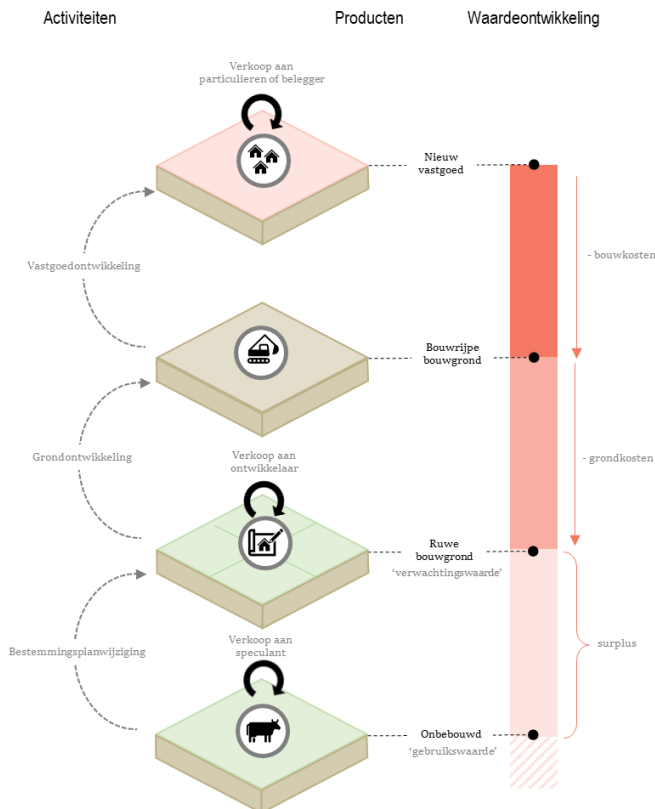 Activiteiten
Producten
Waardeontwikkeling
Verkoop aan
particulieren of belegger
Nieuw
vastgoed
- bouwkosten
Vastgoedontwikkeling
Bouwrijpe
bouwgrond
Verkoop aan
ontwikkelaar
Grondontwikkeling
- grondkosten
Ruwe
bouwgrond
'verwachtingswaarde'
Verkoop aan
speculant
Bestemmingsplanwijziging
surplus
Onbebouwd
'gebruikswaarde'